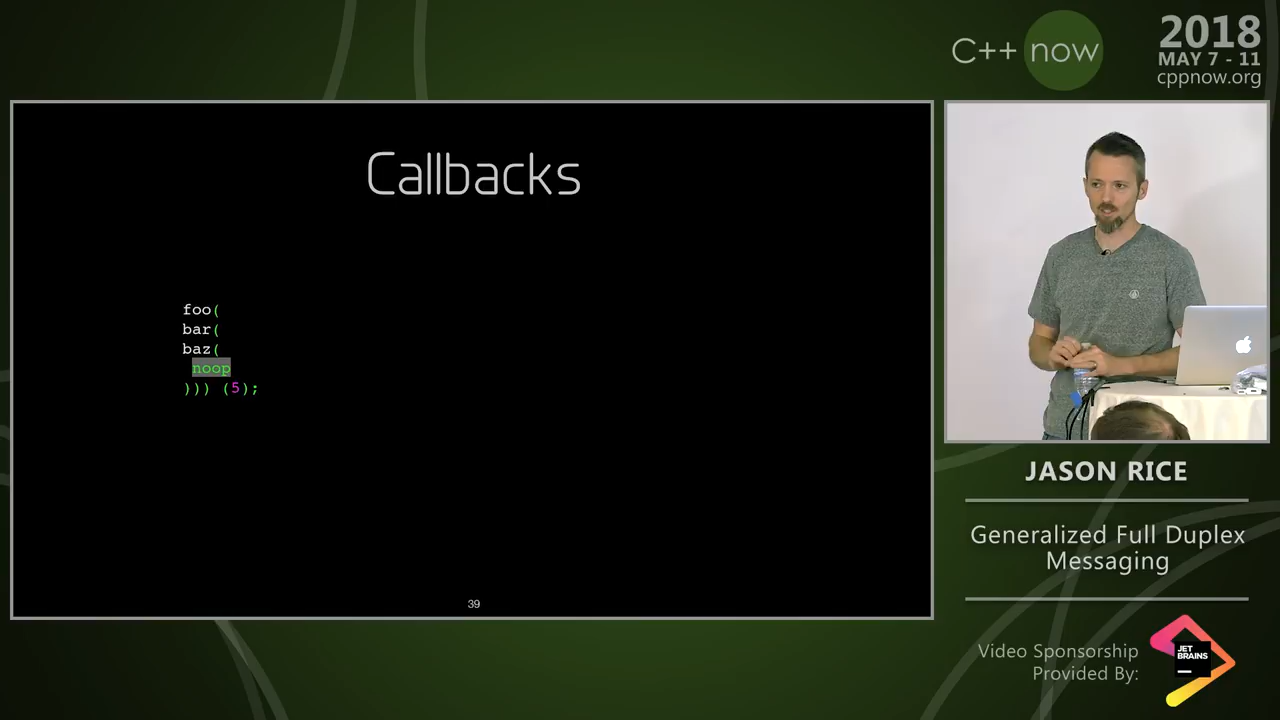 C++ now
2018
MAY 7 - 11
cppnow.org
Callbacks
foo(
bar(
baz(
noop
))) (5);
39
JASON RICE
Generalized Full Duplex
Messaging
Video Sponsorship
Provided By:
JET
BRAINS